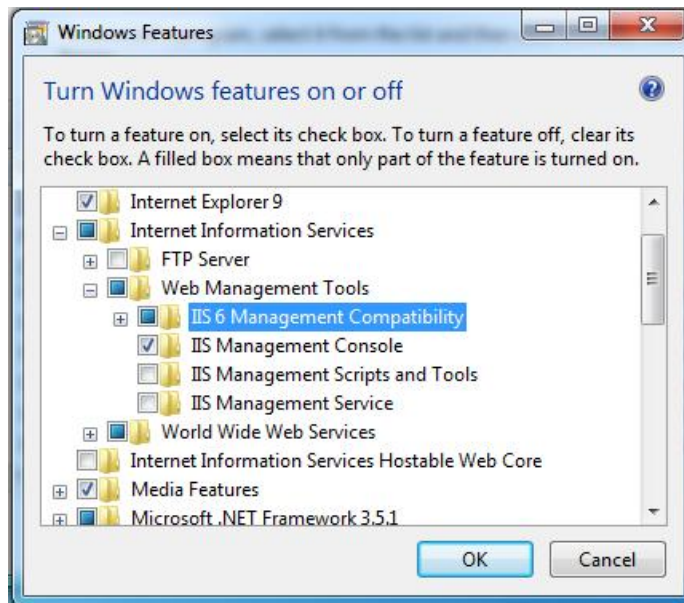 Windows Features
Turn Windows features on or off
To turn a feature on, select its check box. To turn a feature off, clear its
check box. A filled box means that only part of the feature is turned on.
Internet Explorer 9
Internet Information Services
FTP Server
Web Management Tools
IIS 6 Management Compatibility
IIS Management Console
IIS Management Scripts and Tools
IIS Management Service
World Wide Web Services
Internet Information Services Hostable Web Core
Media Features
Microsoft .NET Framework 3.5.1
OK
Cancel